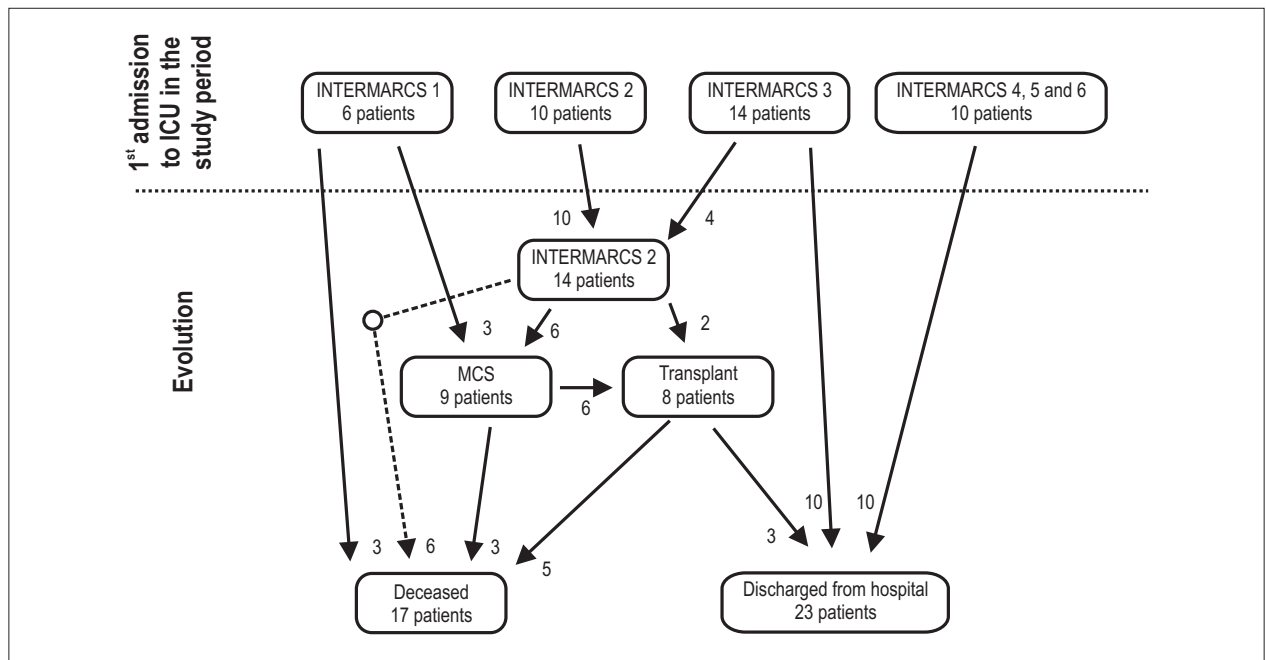 1st admission
to ICU in the
study period
INTERMARCS 1
6 patients
INTERMARCS 2
10 patients
INTERMARCS 3
14 patients
INTERMARCS 4, 5 and 6
10 patients
10
4
INTERMARCS 2
14 patients
Evolution
3
6
2
MCS
9 patients
6
Transplant
8 patients
3
6
3
5
3
10
10
Deceased
17 patients
Discharged from hospital
23 patients